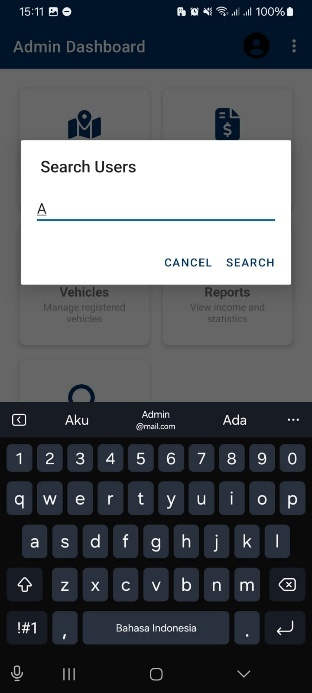 15:11 100%
Admin Dashboard
Search Users
A
CANCEL SEARCH
Vehicles
Manage registered
vehicles
Reports
View income and
statistics
Aku
Admin
@mail.com
Ada
1 2 3 4 5 6 7 8 9 0
q w e r t y u i o p
a s d f g h j k l
z x c v b n m
!#1 , Bahasa Indonesia .